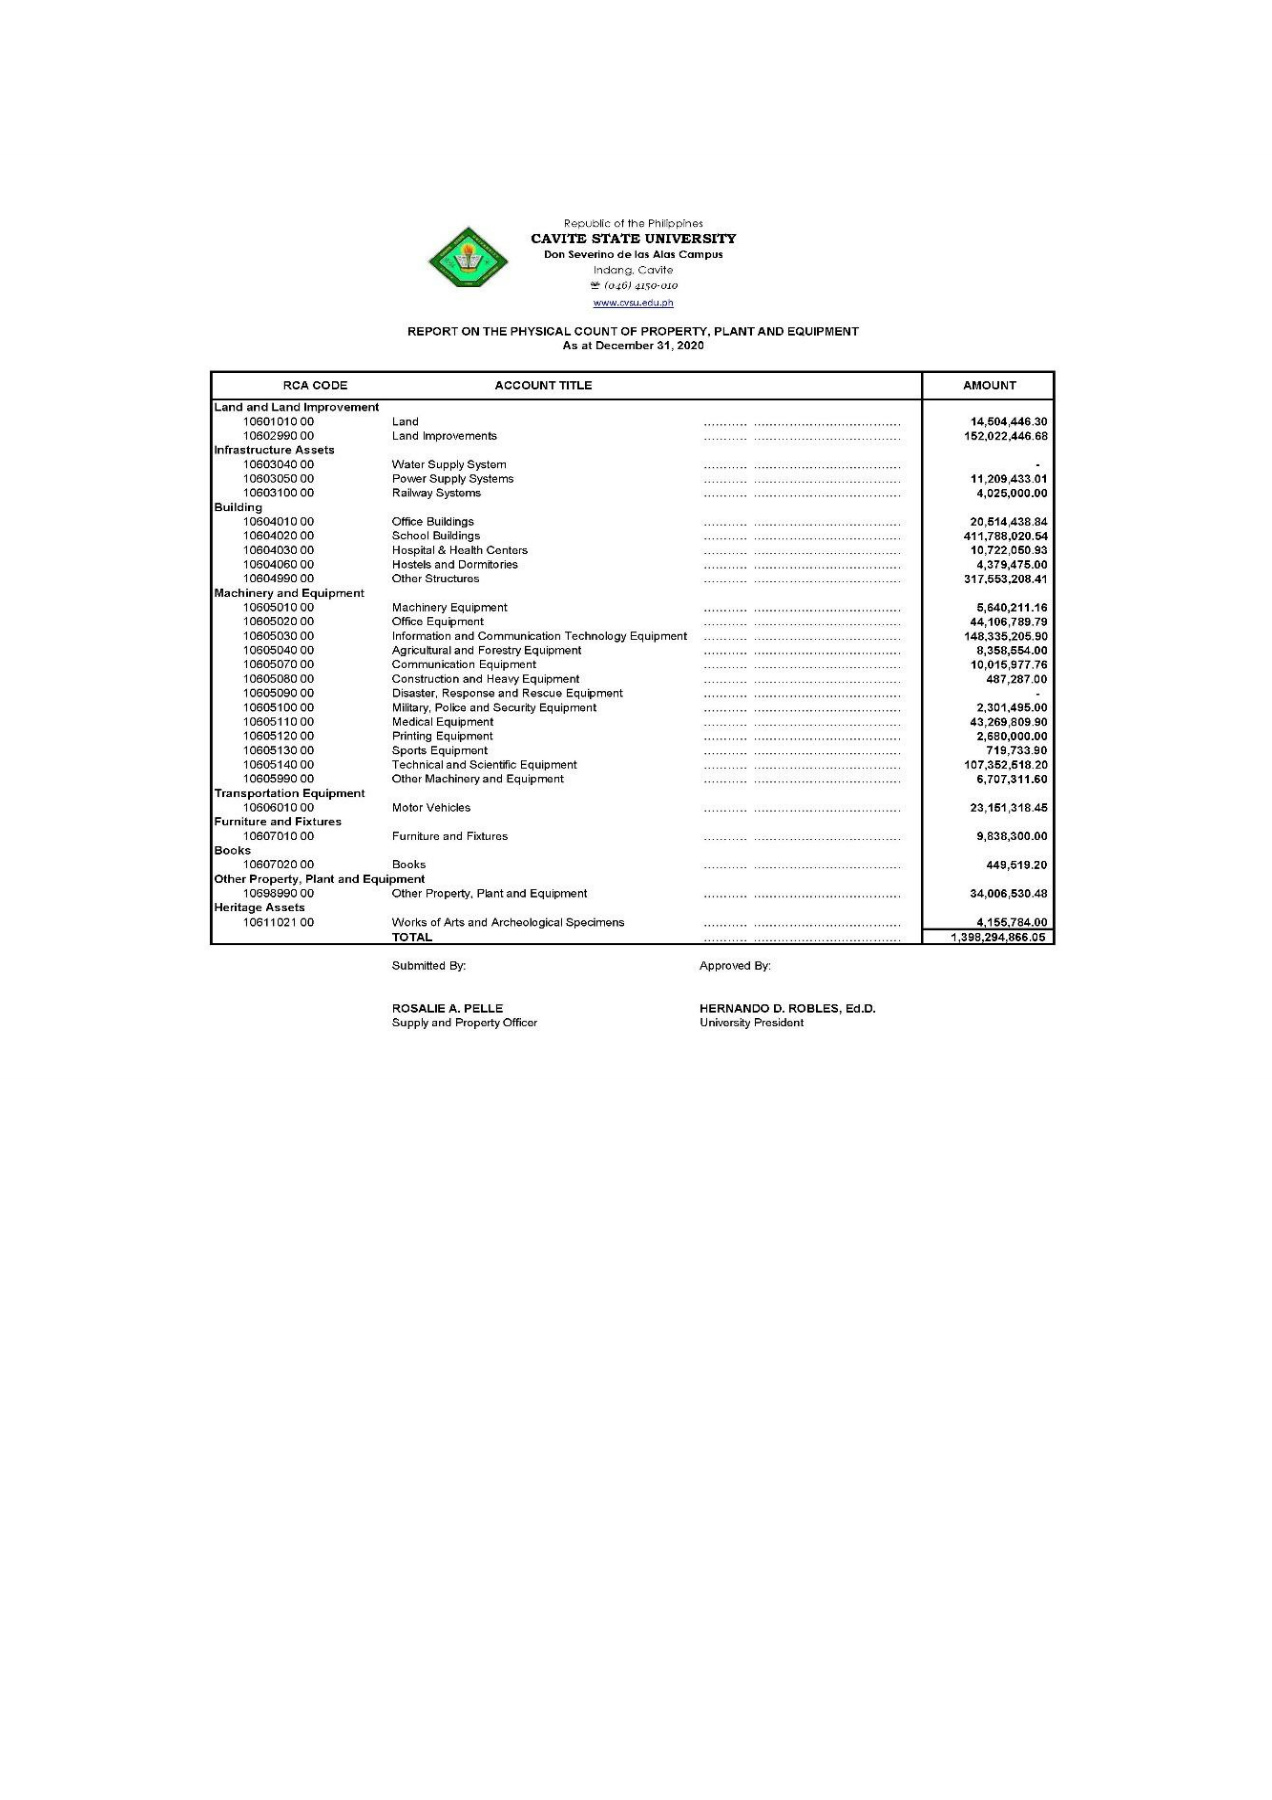 Republic of the Philippines
CAVITE STATE UNIVERSITY
Don Severino de las Alas Campus
Indang, Cavite
☏ (046) 4150-010
www.cvsu.edu.ph
REPORT ON THE PHYSICAL COUNT OF PROPERTY, PLANT AND EQUIPMENT
As at December 31, 2020
RCA CODE ACCOUNT TITLE AMOUNT
Land and Land Improvement
10601010 00 Land ........... ..................................... 14,504,446.30
10602990 00 Land Improvements ........... ..................................... 152,022,446.68
Infrastructure Assets
10603040 00 Water Supply System ........... ..................................... -
10603050 00 Power Supply Systems ........... ..................................... 11,209,433.01
10603100 00 Railway Systems ........... ..................................... 4,025,000.00
Building
10604010 00 Office Buildings ........... ..................................... 20,514,438.84
10604020 00 School Buildings ........... ..................................... 411,788,020.54
10604030 00 Hospital & Health Centers ........... ..................................... 10,722,050.93
10604060 00 Hostels and Dormitories ........... ..................................... 4,379,475.00
10604990 00 Other Structures ........... ..................................... 317,553,208.41
Machinery and Equipment
10605010 00 Machinery Equipment ........... ..................................... 5,640,211.16
10605020 00 Office Equipment ........... ..................................... 44,106,789.79
10605030 00 Information and Communication Technology Equipment ........... ..................................... 148,335,205.90
10605040 00 Agricultural and Forestry Equipment ........... ..................................... 8,358,554.00
10605070 00 Communication Equipment ........... ..................................... 10,015,977.76
10605080 00 Construction and Heavy Equipment ........... ..................................... 487,287.00
10605090 00 Disaster, Response and Rescue Equipment ........... ..................................... -
10605100 00 Military, Police and Security Equipment ........... ..................................... 2,301,495.00
10605110 00 Medical Equipment ........... ..................................... 43,269,809.90
10605120 00 Printing Equipment ........... ..................................... 2,680,000.00
10605130 00 Sports Equipment ........... ..................................... 719,733.90
10605140 00 Technical and Scientific Equipment ........... ..................................... 107,352,518.20
10605990 00 Other Machinery and Equipment ........... ..................................... 6,707,311.60
Transportation Equipment
10606010 00 Motor Vehicles ........... ..................................... 23,151,318.45
Furniture and Fixtures
10607010 00 Furniture and Fixtures ........... ..................................... 9,838,300.00
Books
10607020 00 Books ........... ..................................... 449,519.20
Other Property, Plant and Equipment
10698990 00 Other Property, Plant and Equipment ........... ..................................... 34,006,530.48
Heritage Assets
10611021 00 Works of Arts and Archeological Specimens ........... ..................................... 4,155,784.00
TOTAL ........... ..................................... 1,398,294,866.05
Submitted By: Approved By:
ROSALIE A. PELLE HERNANDO D. ROBLES, Ed.D.
Supply and Property Officer University President